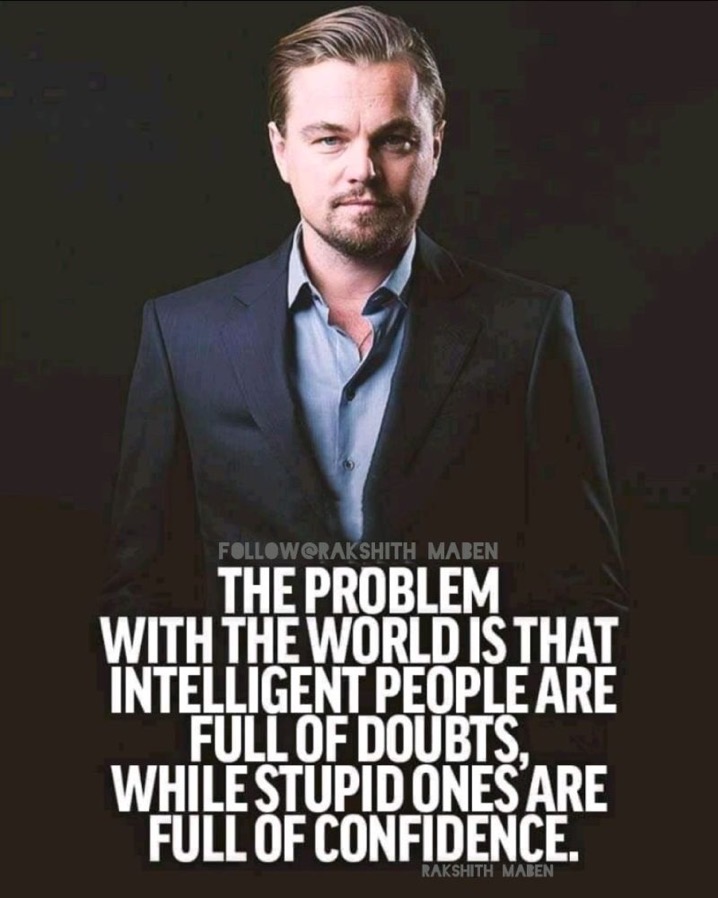 FOLLOW@RAKSHITH MABEN
THE PROBLEM
WITH THE WORLD IS THAT
INTELLIGENT PEOPLE ARE
FULL OF DOUBTS,
WHILE STUPID ONES ARE
FULL OF CONFIDENCE.
RAKSHITH MABEN